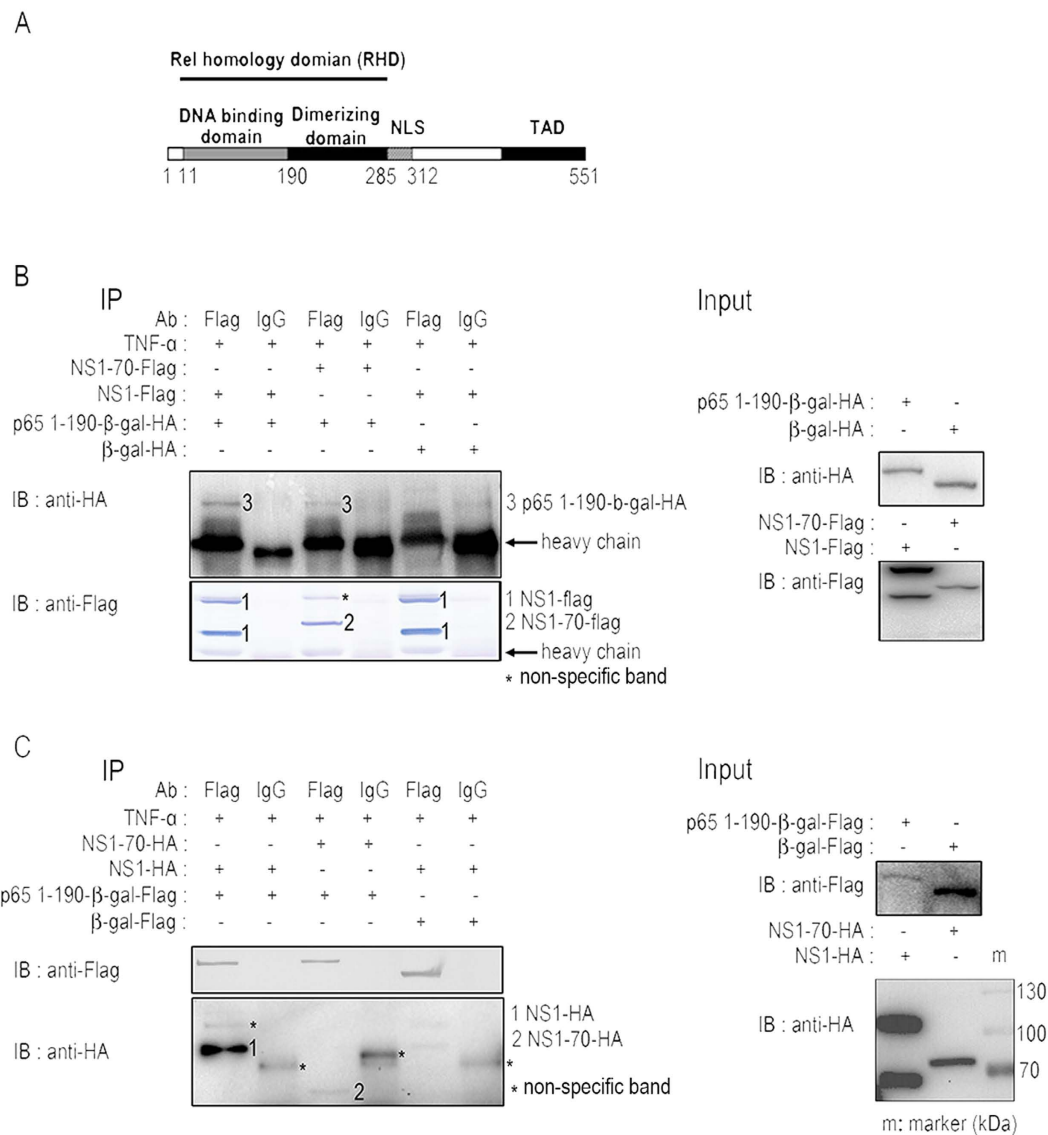 A
Rel homology domian (RHD)
DNA binding domain
Dimerizing domain
NLS
TAD
1 11 190 285 312 551
B
IP
Ab : Flag IgG Flag IgG Flag IgG
TNF-α : + + + + + +
NS1-70-Flag : - - + + - -
NS1-Flag : + + - - + +
p65 1-190-β-gal-HA : + + + + - -
β-gal-HA : - - - - + +
IB : anti-HA
3 3
3 p65 1-190-b-gal-HA
heavy chain
IB : anti-Flag
1 * 1
2
1 1
1 NS1-flag
2 NS1-70-flag
heavy chain
* non-specific band
Input
p65 1-190-β-gal-HA : + -
β-gal-HA : - +
IB : anti-HA
NS1-70-Flag : - +
NS1-Flag : + -
IB : anti-Flag
C
IP
Ab : Flag IgG Flag IgG Flag IgG
TNF-α : + + + + + +
NS1-70-HA : - - + + - -
NS1-HA : + + - - + +
p65 1-190-β-gal-Flag : + + + + - -
β-gal-Flag : - - - - + +
IB : anti-Flag
IB : anti-HA
*
1
* * *
2
1 NS1-HA
2 NS1-70-HA
* non-specific band
Input
p65 1-190-β-gal-Flag : + -
β-gal-Flag : - +
IB : anti-Flag
NS1-70-HA : - +
NS1-HA : + - m
IB : anti-HA
130
100
70
m: marker (kDa)